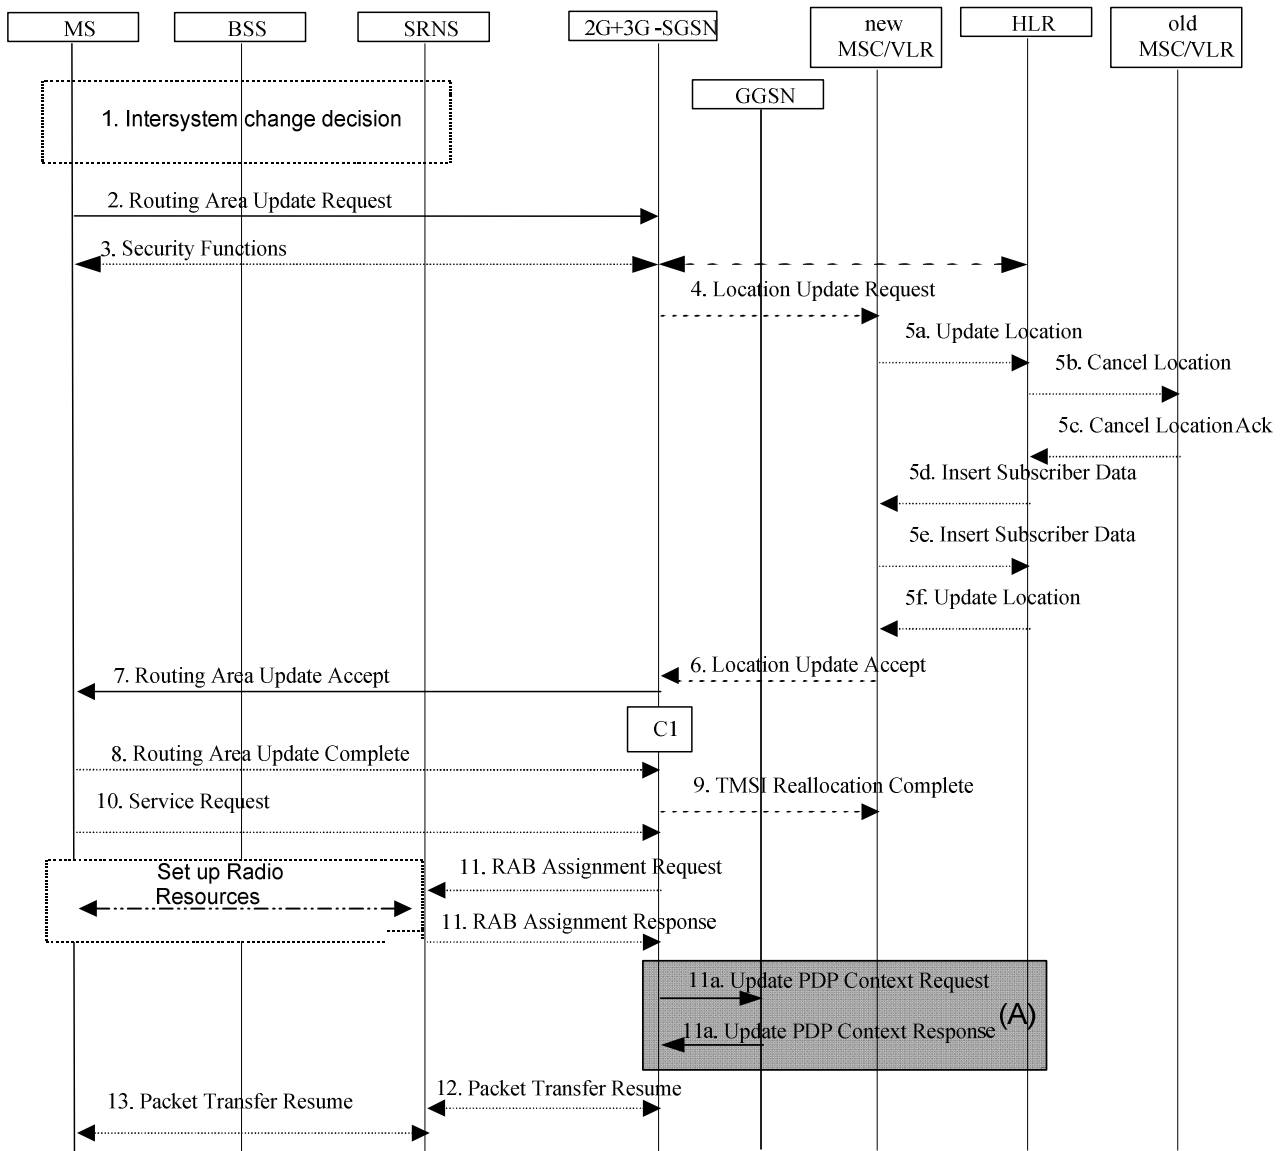 MS
BSS
SRNS
2G+3G -SGSN
new
MSC/VLR
HLR
old
MSC/VLR
GGSN
1. Intersystem change decision
2. Routing Area Update Request
3. Security Functions
4. Location Update Request
5a. Update Location
5b. Cancel Location
5c. Cancel Location Ack
5d. Insert Subscriber Data
5e. Insert Subscriber Data
5f. Update Location
6. Location Update Accept
7. Routing Area Update Accept
C1
8. Routing Area Update Complete
9. TMSI Reallocation Complete
10. Service Request
Set up Radio
Resources
11. RAB Assignment Request
11. RAB Assignment Response
11a. Update PDP Context Request
(A)
11a. Update PDP Context Response
12. Packet Transfer Resume
13. Packet Transfer Resume